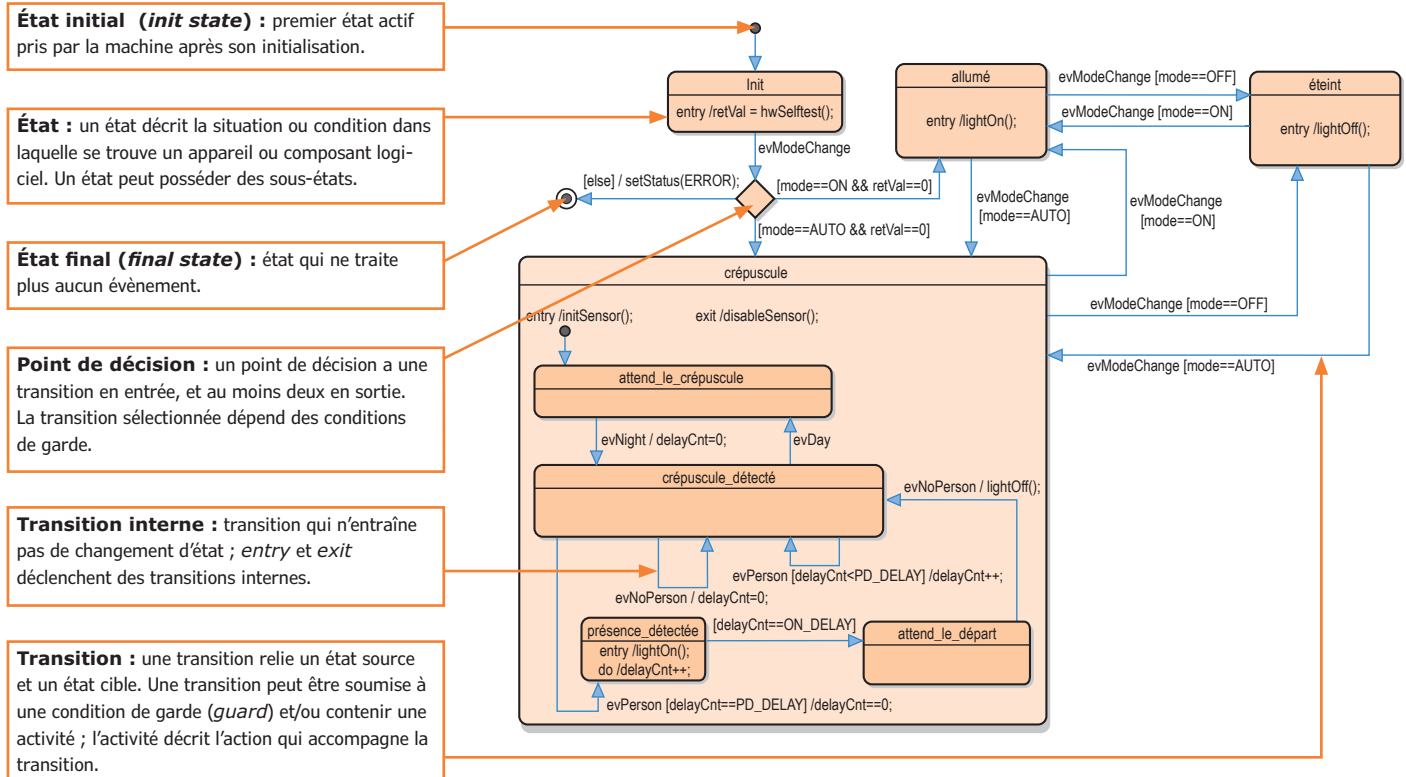 État initial (init state) : premier état actif
pris par la machine après son initialisation.
État : un état décrit la situation ou condition dans
laquelle se trouve un appareil ou composant logi-
ciel. Un état peut posséder des sous-états.
État final (final state) : état qui ne traite
plus aucun évènement.
Point de décision : un point de décision a une
transition en entrée, et au moins deux en sortie.
La transition sélectionnée dépend des conditions
de garde.
Transition interne : transition qui n'entraîne
pas de changement d'état ; entry et exit
déclenchent des transitions internes.
Transition : une transition relie un état source
et un état cible. Une transition peut être soumise à
une condition de garde (guard) et/ou contenir une
activité ; l'activité décrit l'action qui accompagne la
transition.
Init
entry /retVal = hwSelftest();
evModeChange
[else] / setStatus(ERROR);
[mode==ON && retVal==0]
[mode==AUTO && retVal==0]
allumé
entry /lightOn();
evModeChange [mode==OFF]
evModeChange [mode==ON]
éteint
entry /lightOff();
evModeChange
[mode==AUTO]
evModeChange
[mode==ON]
evModeChange [mode==OFF]
evModeChange [mode==AUTO]
crépuscule
entry /initSensor();
exit /disableSensor();
attend_le_crépuscule
evNight / delayCnt=0;
evDay
crépuscule_détecté
evNoPerson / lightOff();
evPerson [delayCnt<PD_DELAY] /delayCnt++;
evNoPerson / delayCnt=0;
présence_détectée
entry /lightOn();
do /delayCnt++;
[delayCnt==ON_DELAY]
attend_le_départ
evPerson [delayCnt==PD_DELAY] /delayCnt==0;